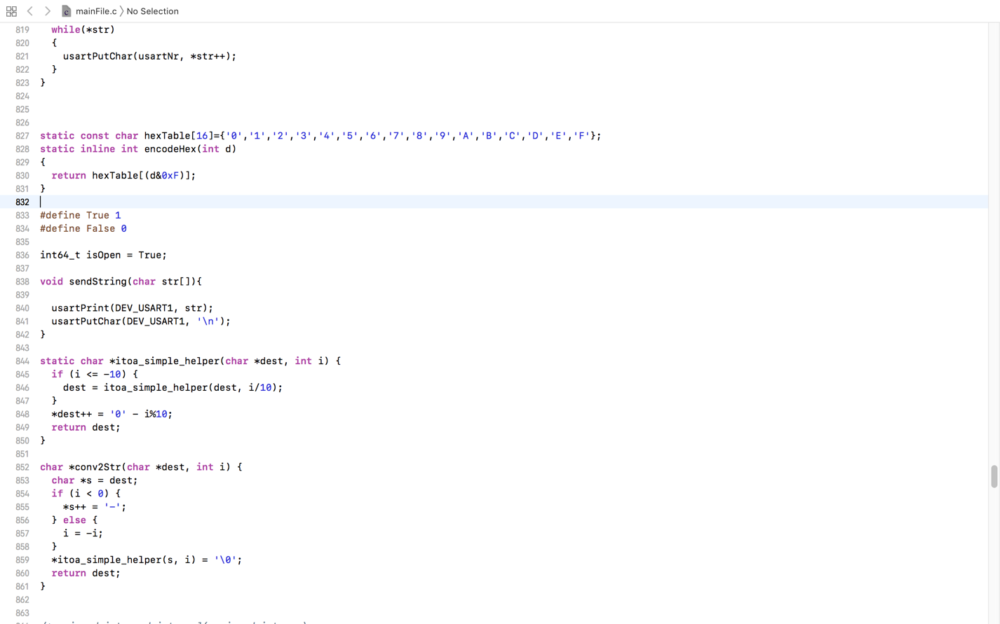 mainFile.c 〉 No Selection
819 while(*str)
820 {
821 usartPutChar(usartNr, *str++);
822 }
823 }
824
825
826
827 static const char hexTable[16]={'0','1','2','3','4','5','6','7','8','9','A','B','C','D','E','F'};
828 static inline int encodeHex(int d)
829 {
830 return hexTable[(d&0xF)];
831 }
832
833 #define True 1
834 #define False 0
835
836 int64_t isOpen = True;
837
838 void sendString(char str[]){
839
840 usartPrint(DEV_USART1, str);
841 usartPutChar(DEV_USART1, '\n');
842 }
843
844 static char *itoa_simple_helper(char *dest, int i) {
845 if (i <= -10) {
846 dest = itoa_simple_helper(dest, i/10);
847 }
848 *dest++ = '0' - i%10;
849 return dest;
850 }
851
852 char *conv2Str(char *dest, int i) {
853 char *s = dest;
854 if (i < 0) {
855 *s++ = '-';
856 } else {
857 i = -i;
858 }
859 *itoa_simple_helper(s, i) = '\0';
860 return dest;
861 }
862
863